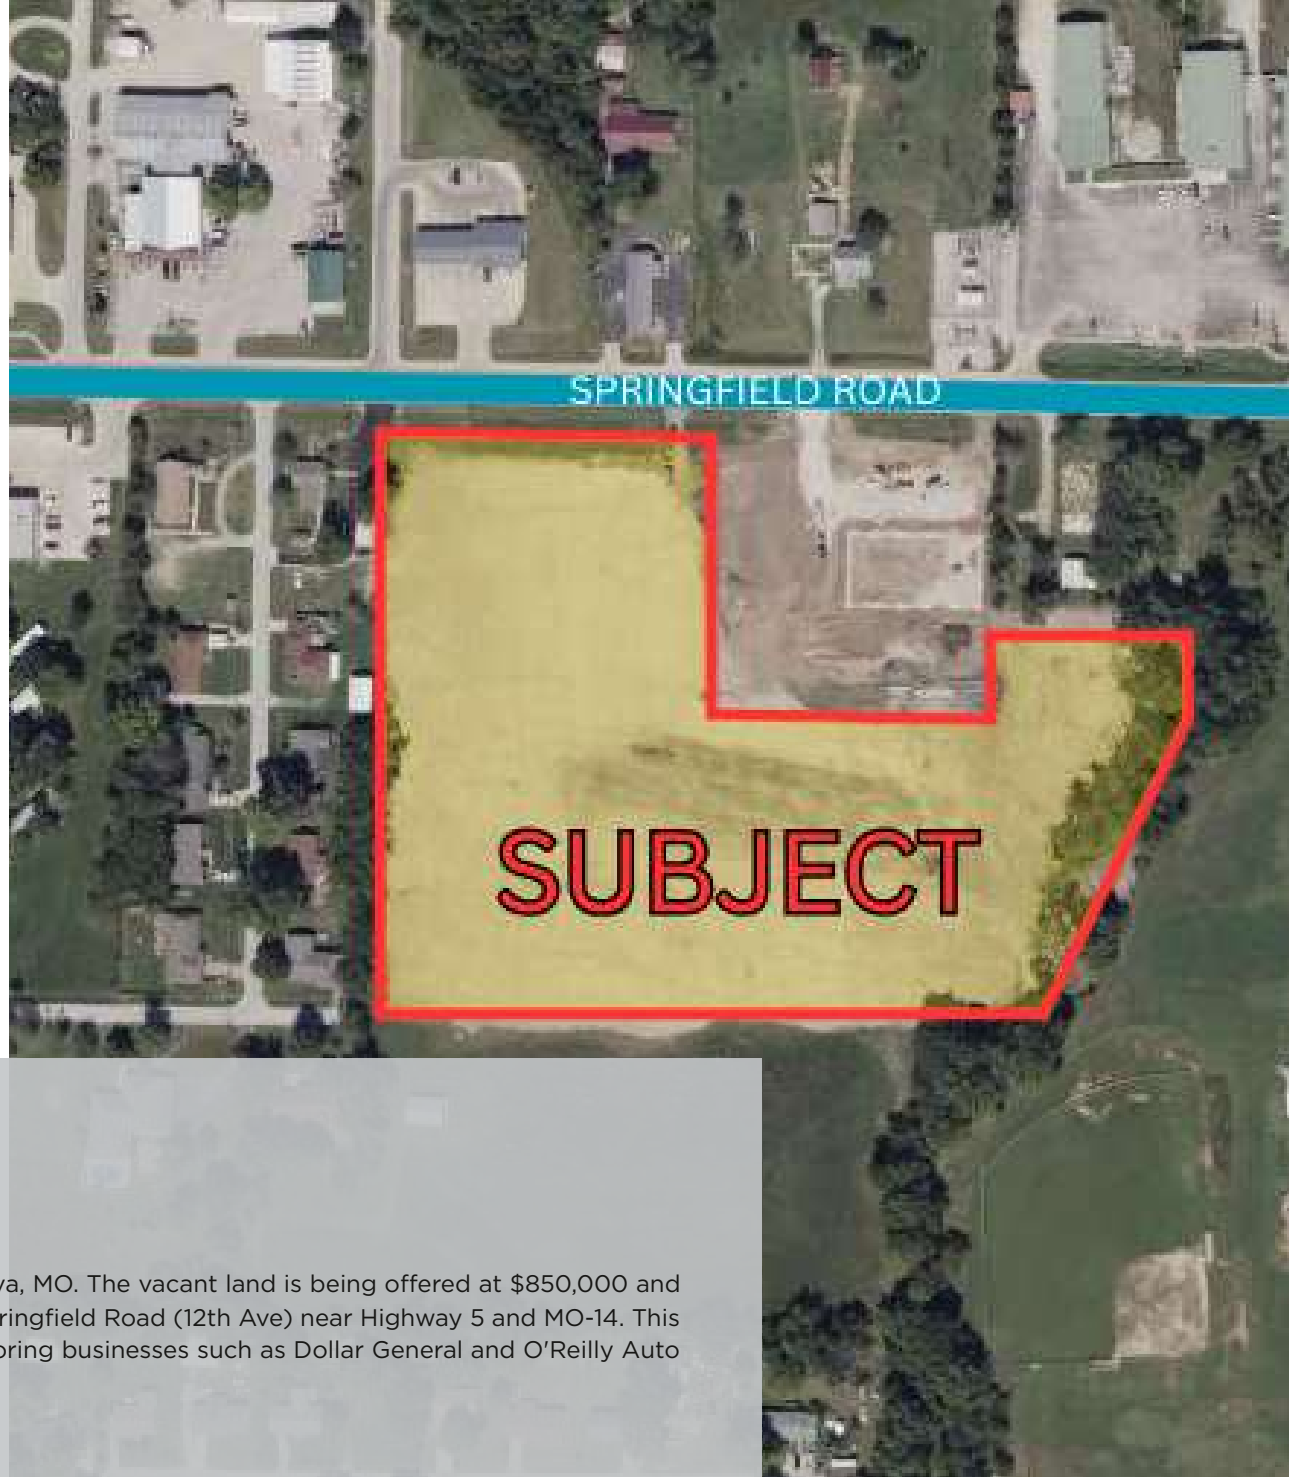 SPRINGFIELD ROAD
SUBJECT
va, MO. The vacant land is being offered at $850,000 and
ringfield Road (12th Ave) near Highway 5 and MO-14. This
oring businesses such as Dollar General and O'Reilly Auto